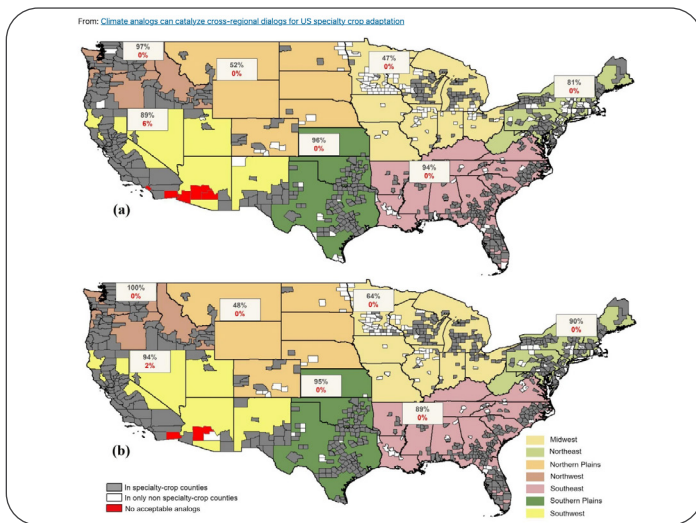 From: Climate analogs can catalyze cross-regional dialogs for US specialty crop adaptation
97%
0%
52%
0%
47%
0%
81%
0%
89%
6%
96%
0%
94%
0%
(a)
100%
0%
48%
0%
64%
0%
90%
0%
94%
2%
95%
0%
89%
0%
(b)
In specialty-crop counties
In only non specialty-crop counties
No acceptable analogs
Midwest
Northeast
Northern Plains
Northwest
Southeast
Southern Plains
Southwest